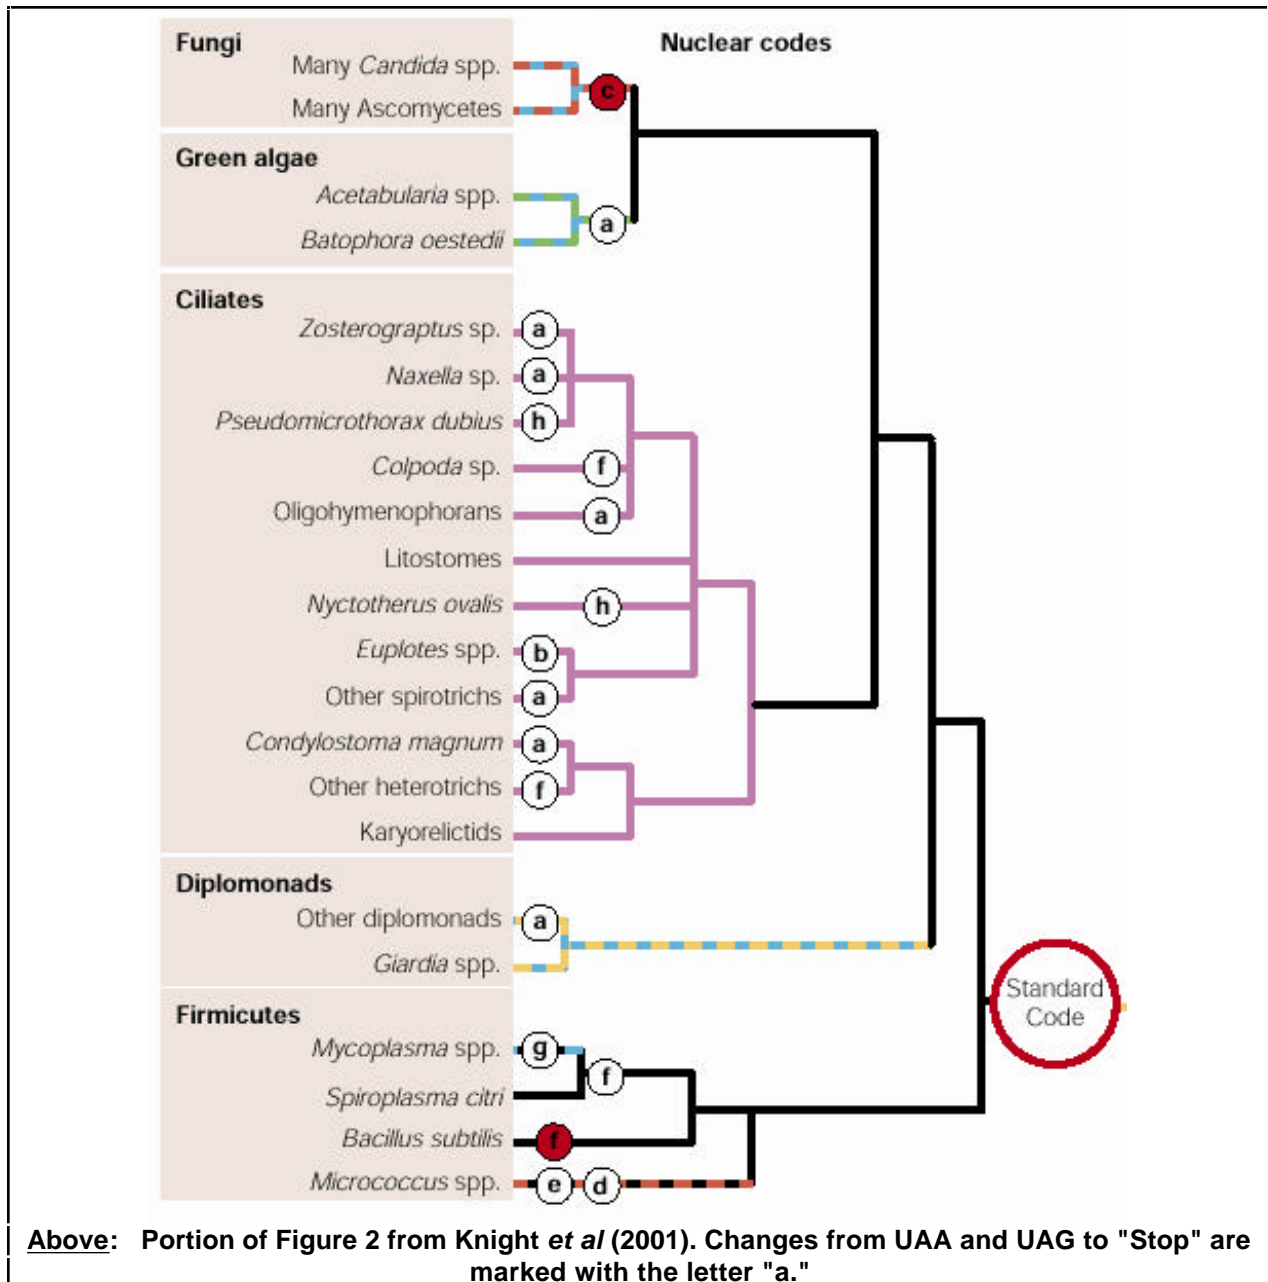 Fungi
Nuclear codes
Many Candida spp.
c
Many Ascomycetes
Green algae
Acetabularia spp.
a
Batophora oestedii
Ciliates
Zosterograptus sp.
a
Naxella sp.
a
Pseudomicrothorax dubius
h
Colpoda sp.
f
Oligohymenophorans
a
Litostomes
Nyctotherus ovalis
h
Euplotes spp.
b
Other spirotrichs
a
Condylostoma magnum
a
Other heterotrichs
f
Karyorelictids
Diplomonads
Other diplomonads
a
Giardia spp.
Standard
Code
Firmicutes
Mycoplasma spp.
g
f
Spiroplasma citri
Bacillus subtilis
f
Micrococcus spp.
e d
Above: Portion of Figure 2 from Knight et al (2001). Changes from UAA and UAG to "Stop" are
marked with the letter "a."